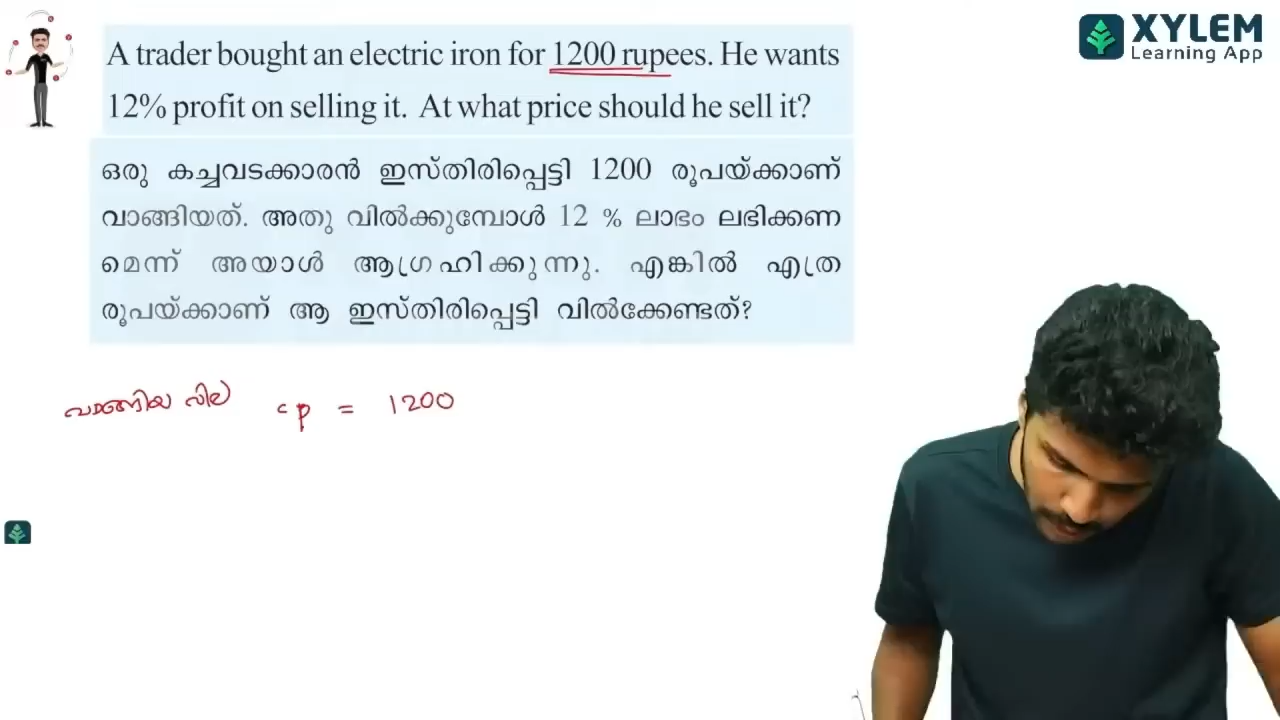 XYLEM
Learning App
A trader bought an electric iron for 1200 rupees. He wants
12% profit on selling it. At what price should he sell it?
ഒരു കച്ചവടക്കാരൻ ഇസ്തിരിപ്പെട്ടി 1200 രൂപയ്ക്കാണ്
വാങ്ങിയത്. അതു വിൽക്കുമ്പോൾ 12 % ലാഭം ലഭിക്കണ
മെന്ന് അയാൾ ആഗ്രഹിക്കുന്നു. എങ്കിൽ എത്ര
രൂപയ്ക്കാണ് ആ ഇസ്തിരിപ്പെട്ടി വിൽക്കേണ്ടത്?
വാങ്ങിയ വില cp = 1200